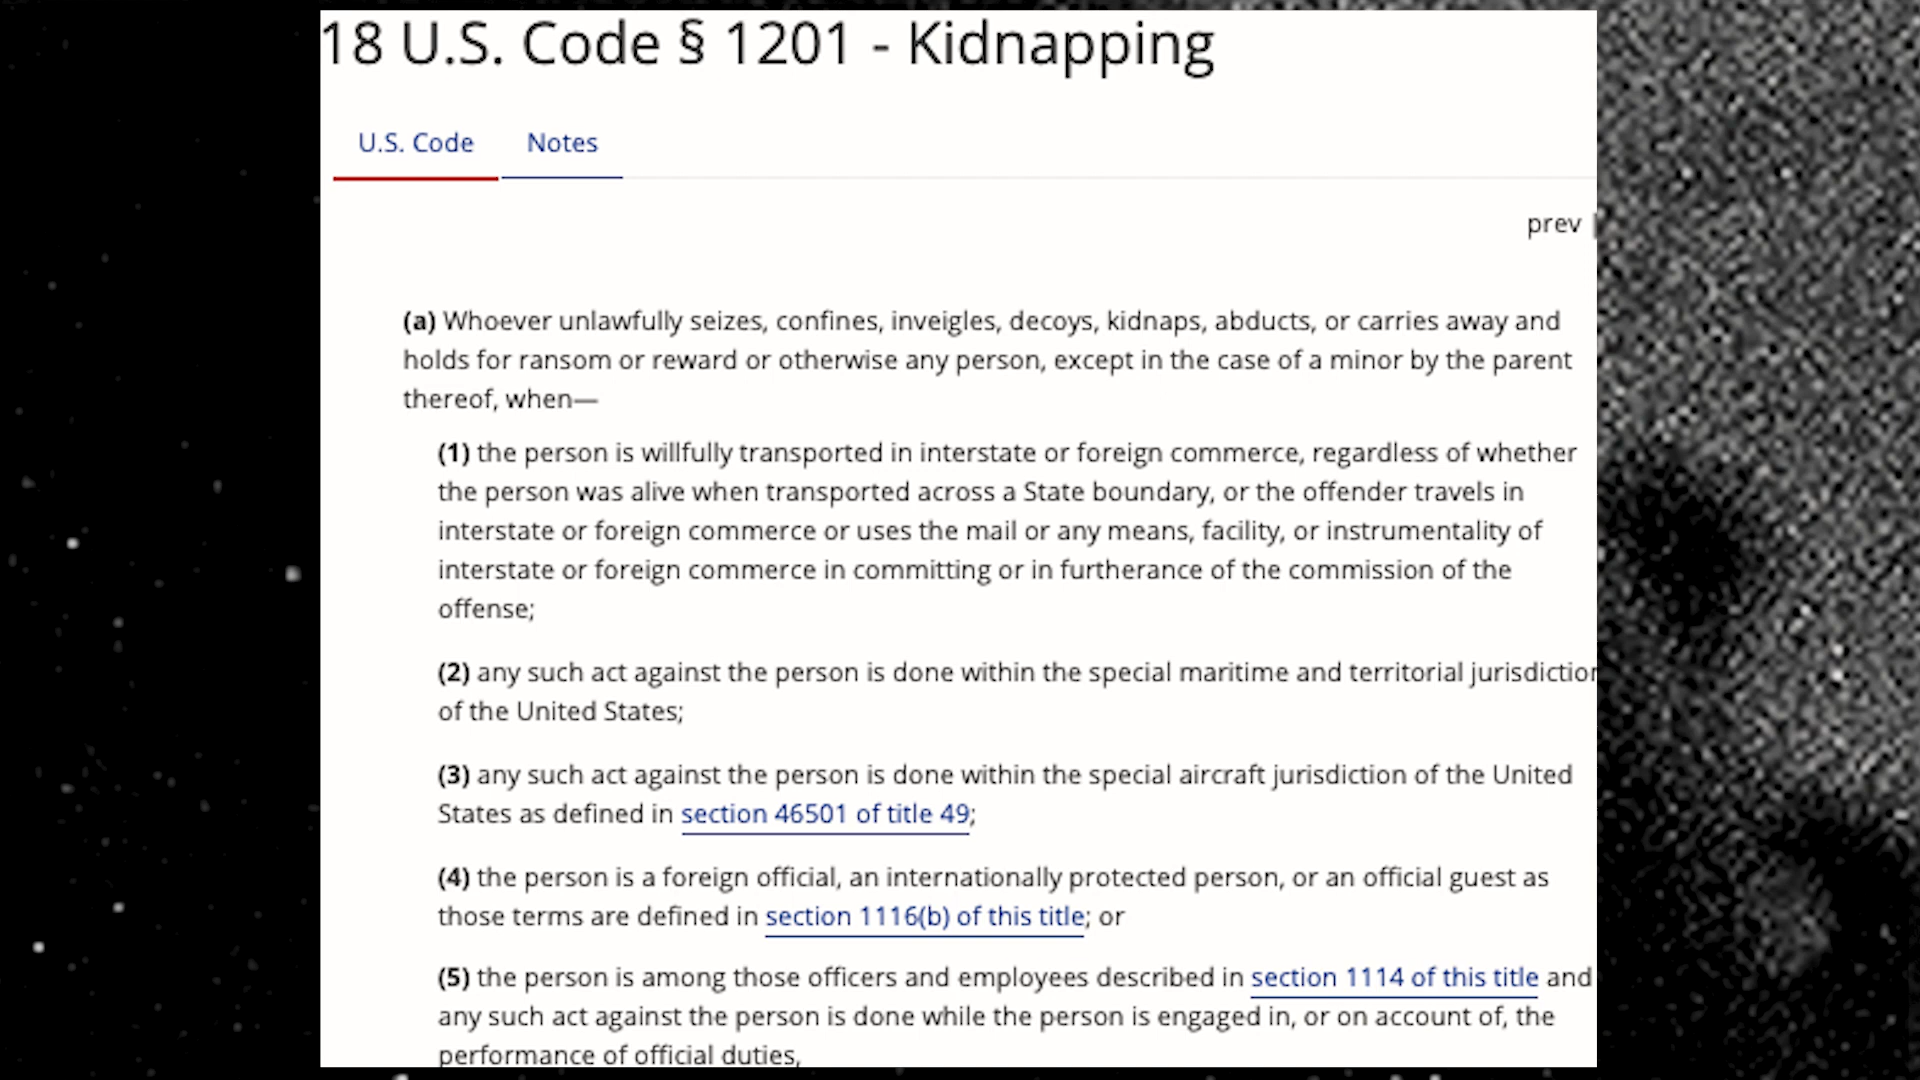 18 U.S. Code § 1201 - Kidnapping
U.S. Code Notes
prev
(a) Whoever unlawfully seizes, confines, inveigles, decoys, kidnaps, abducts, or carries away and
holds for ransom or reward or otherwise any person, except in the case of a minor by the parent
thereof, when—
(1) the person is willfully transported in interstate or foreign commerce, regardless of whether
the person was alive when transported across a State boundary, or the offender travels in
interstate or foreign commerce or uses the mail or any means, facility, or instrumentality of
interstate or foreign commerce in committing or in furtherance of the commission of the
offense;
(2) any such act against the person is done within the special maritime and territorial jurisdiction
of the United States;
(3) any such act against the person is done within the special aircraft jurisdiction of the United
States as defined in section 46501 of title 49;
(4) the person is a foreign official, an internationally protected person, or an official guest as
those terms are defined in section 1116(b) of this title; or
(5) the person is among those officers and employees described in section 1114 of this title and
any such act against the person is done while the person is engaged in, or on account of, the
performance of official duties,